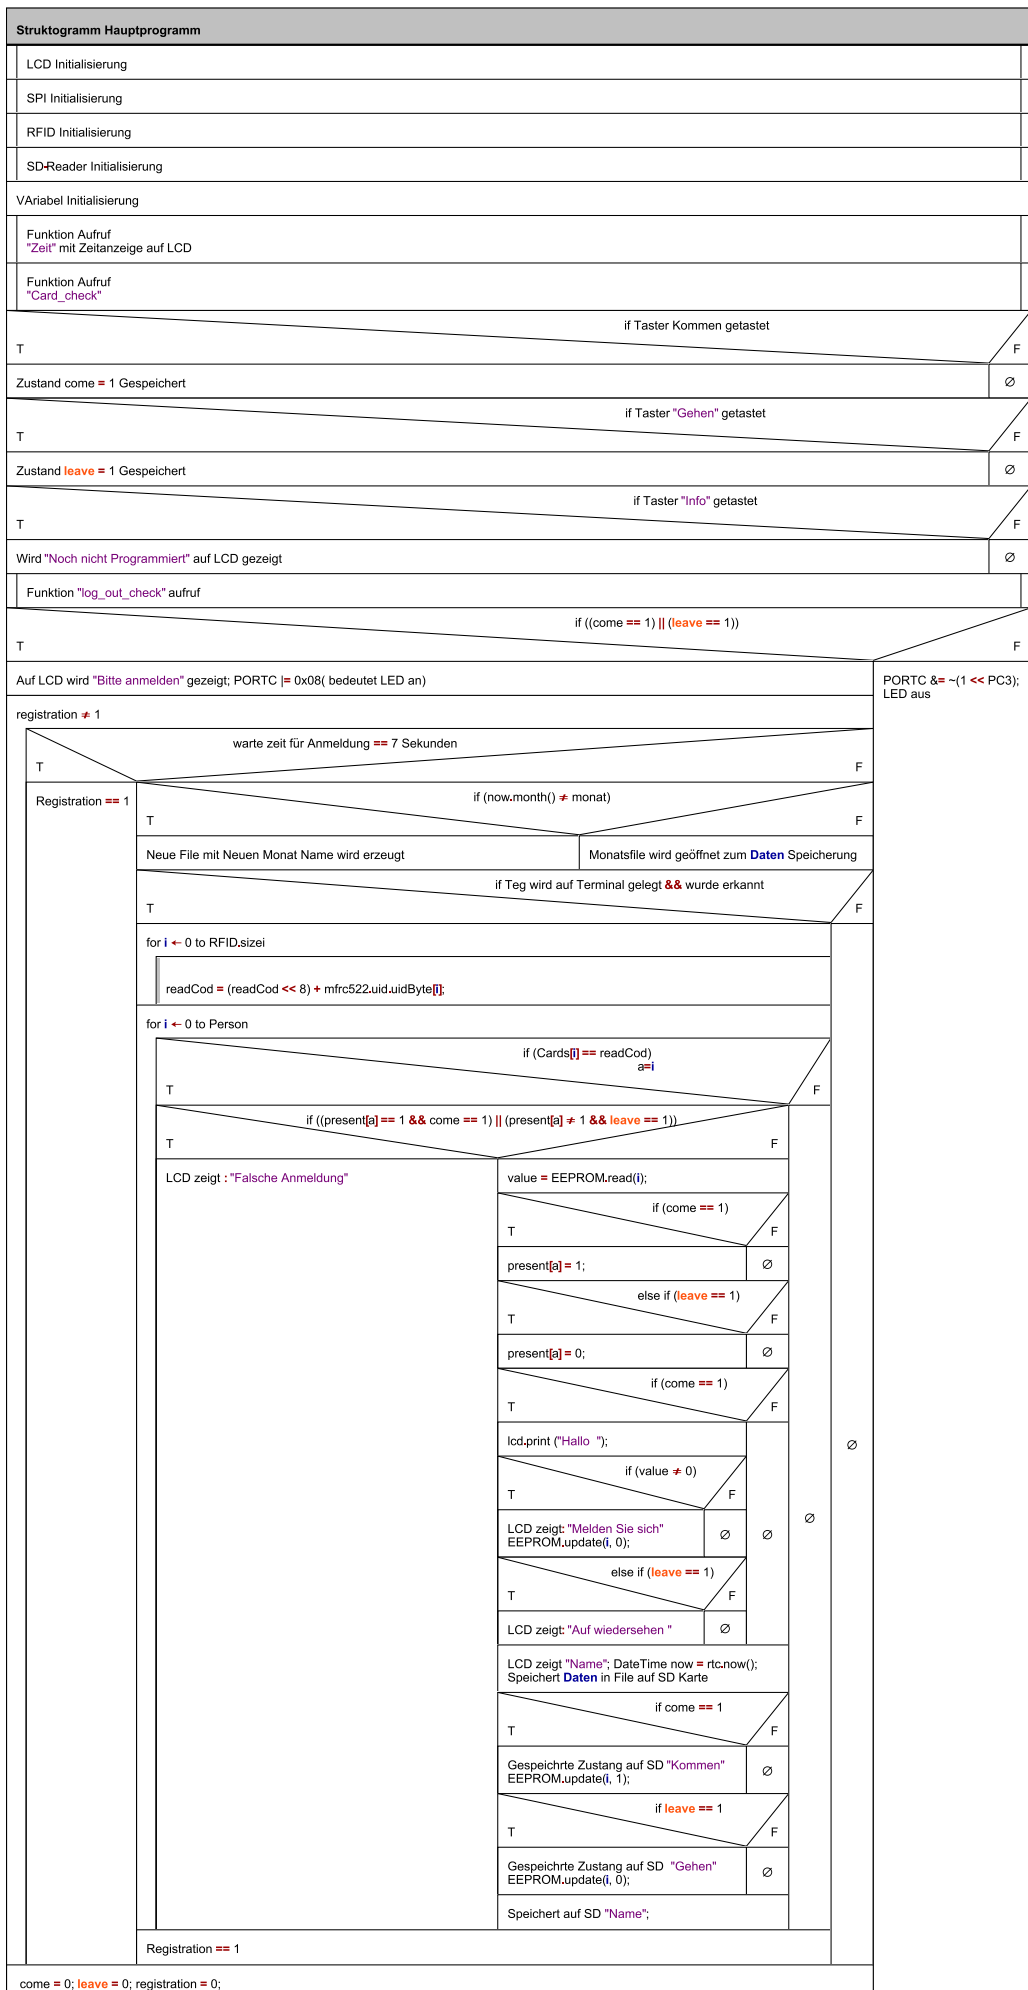 Struktogramm Hauptprogramm
LCD Initialisierung
SPI Initialisierung
RFID Initialisierung
SD-Reader Initialisierung
VAriabel Initialisierung
Funktion Aufruf
"Zeit" mit Zeitanzeige auf LCD
Funktion Aufruf
"Card_check"
if Taster Kommen getastet
T F
Zustand come = 1 Gespeichert ∅
if Taster "Gehen" getastet
T F
Zustand leave = 1 Gespeichert ∅
if Taster "Info" getastet
T F
Wird "Noch nicht Programmiert" auf LCD gezeigt ∅
Funktion "log_out_check" aufruf
if ((come == 1) || (leave == 1))
T F
Auf LCD wird "Bitte anmelden" gezeigt; PORTC |= 0x08( bedeutet LED an)
PORTC &= ~(1 << PC3);
LED aus
registration ≠ 1
warte zeit für Anmeldung == 7 Sekunden
T F
Registration == 1
if (now.month() ≠ monat)
T F
Neue File mit Neuen Monat Name wird erzeugt
Monatsfile wird geöffnet zum Daten Speicherung
if Teg wird auf Terminal gelegt && wurde erkannt
T F
for i ← 0 to RFID.sizei
readCod = (readCod << 8) + mfrc522.uid.uidByte[i];
for i ← 0 to Person
if (Cards[i] == readCod)
a=i
T F
if ((present[a] == 1 && come == 1) || (present[a] ≠ 1 && leave == 1))
T F
LCD zeigt : "Falsche Anmeldung"
value = EEPROM.read(i);
if (come == 1)
T F
present[a] = 1; ∅
else if (leave == 1)
T F
present[a] = 0; ∅
if (come == 1)
T F
lcd.print ("Hallo  ");
∅
if (value ≠ 0)
T F
∅
LCD zeigt: "Melden Sie sich"
EEPROM.update(i, 0);
∅ ∅
else if (leave == 1)
T F
LCD zeigt: "Auf wiedersehen " ∅
LCD zeigt "Name"; DateTime now = rtc.now();
Speichert Daten in File auf SD Karte
if come == 1
T F
Gespeichrte Zustang auf SD "Kommen"
EEPROM.update(i, 1);
∅
if leave == 1
T F
Gespeichrte Zustang auf SD  "Gehen"
EEPROM.update(i, 0);
∅
Speichert auf SD "Name";
Registration == 1
come = 0; leave = 0; registration = 0;